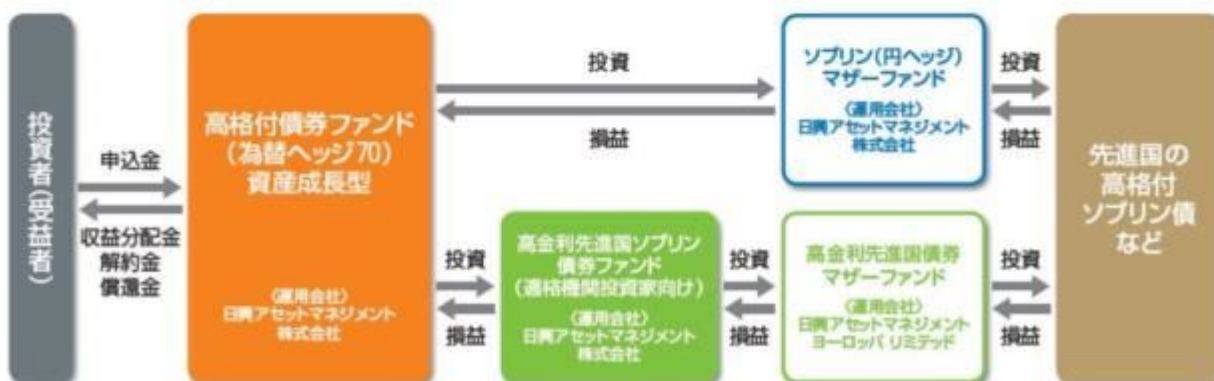 投資者(受益者)
申込金
収益分配金
解約金
償還金
高格付債券ファンド
(為替ヘッジ70)
資産成長型
〈運用会社〉
日興アセットマネジメント
株式会社
投資
損益
ソブリン(円ヘッジ)
マザーファンド
〈運用会社〉
日興アセットマネジメント
株式会社
投資
損益
投資
損益
高金利先進国ソブリン
債券ファンド
(適格機関投資家向け)
〈運用会社〉
日興アセットマネジメント
株式会社
投資
損益
高金利先進国債券
マザーファンド
〈運用会社〉
日興アセットマネジメント
ヨーロッパ リミテッド
投資
損益
先進国の
高格付
ソブリン債
など